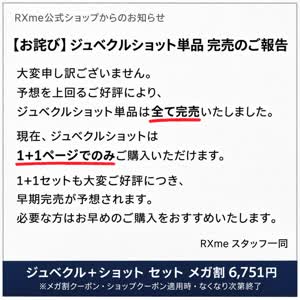 RXme公式ショップからのお知らせ
【お詫び】ジュベクルショット単品 完売のご報告
大変申し訳ございません。
予想を上回るご好評により、
ジュベクルショット単品は全て完売いたしました。
現在、ジュベクルショットは
1+1ページでのみご購入いただけます。
1+1セットも大変ご好評につき、
早期完売が予想されます。
必要な方はお早めのご購入をおすすめいたします。
RXme スタッフ一同
ジュベクル＋ショット セット メガ割 6,751円
※メガ割クーポン・ショップクーポン適用時・なくなり次第終了